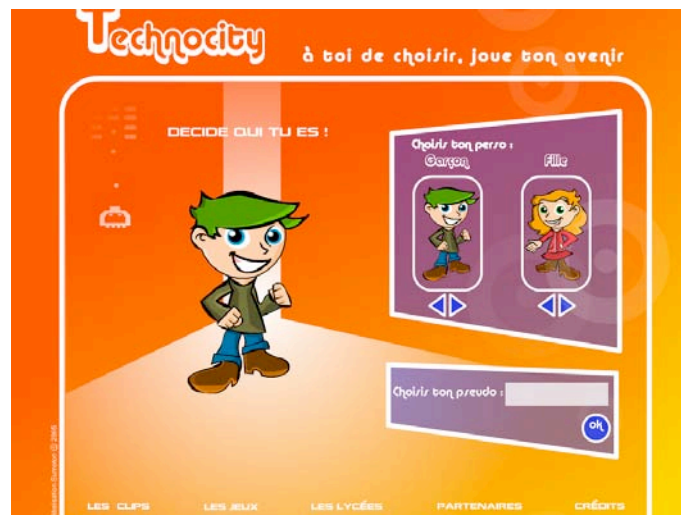 Technocity
à toi de choisir, joue ton avenir
DECIDE QUI TU ES !
Choisis ton perso :
Garçon
Fille
Choisis ton pseudo :
ok
LES CLIPS
LES JEUX
LES LYCÉES
PARTENAIRES
CRÉDITS